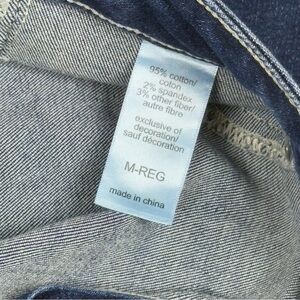 95% cotton/
coton
2% spandex
3% other fiber/
autre fibre
exclusive of
decoration/
sauf décoration
M-REG
made in china